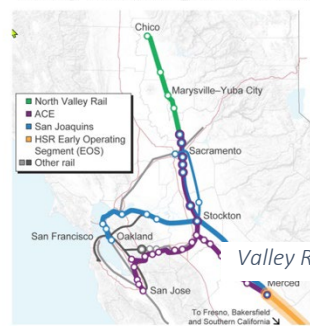 Chico
Marysville–Yuba City
North Valley Rail
ACE
San Joaquins
HSR Early Operating
Segment (EOS)
Other rail
Sacramento
Stockton
San Francisco
Oakland
Valley R
Merced
San Jose
To Fresno, Bakersfield
and Southern California